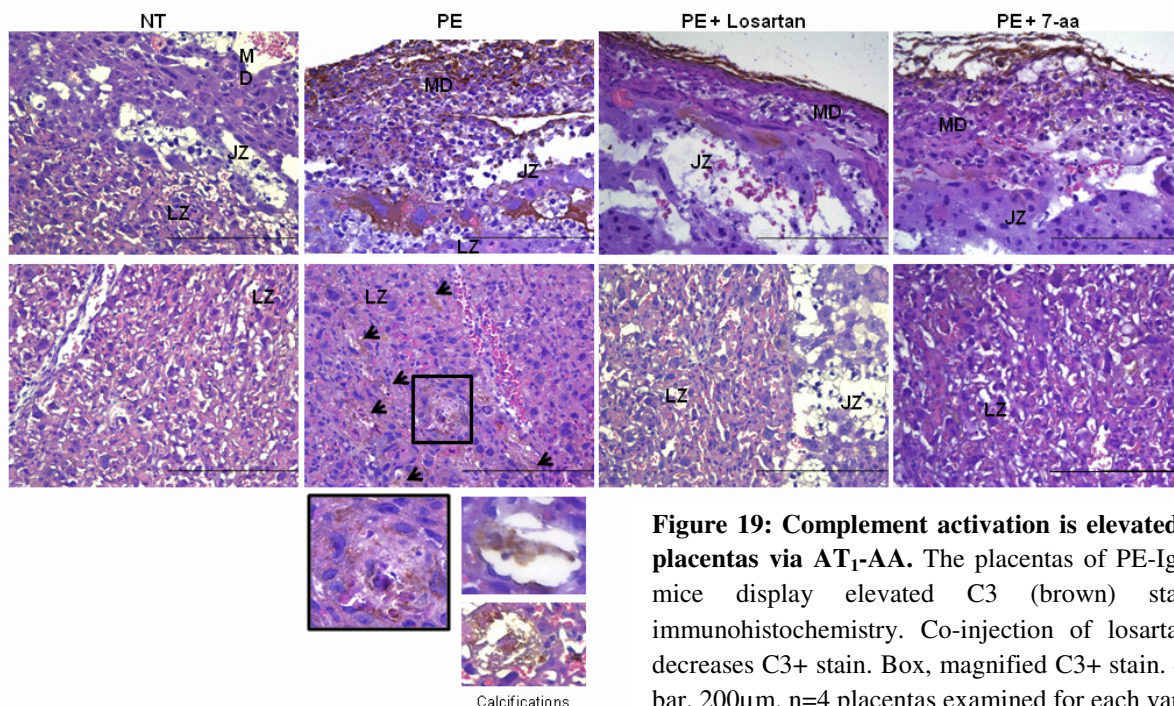 NT PE PE + Losartan PE + 7-aa
M
D
MD
MD
MD
JZ
JZ
JZ
JZ
LZ
LZ
LZ
LZ
LZ
JZ
LZ
Calcifications
Figure 19: Complement activation is elevated
placentas via AT₁-AA. The placentas of PE-Ig
mice display elevated C3 (brown) sta
immunohistochemistry. Co-injection of losarta
decreases C3+ stain. Box, magnified C3+ stain.
bar, 200µm. n=4 placentas examined for each var